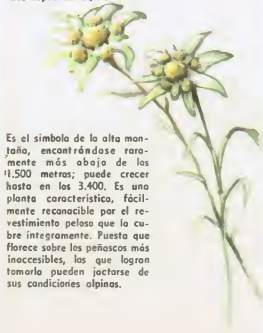 Es el símbolo de la alta mon-
taña, encontrándose rara-
mente más abajo de los
1.500 metros; puede crecer
hasta en los 3.400. Es una
planta característica, fácil-
mente reconocible por el re-
vestimiento peloso que la cu-
bre íntegramente. Puesto que
florece sobre los peñascos más
inaccesibles, los que logran
tomarla pueden jactarse de
sus condiciones alpinas.